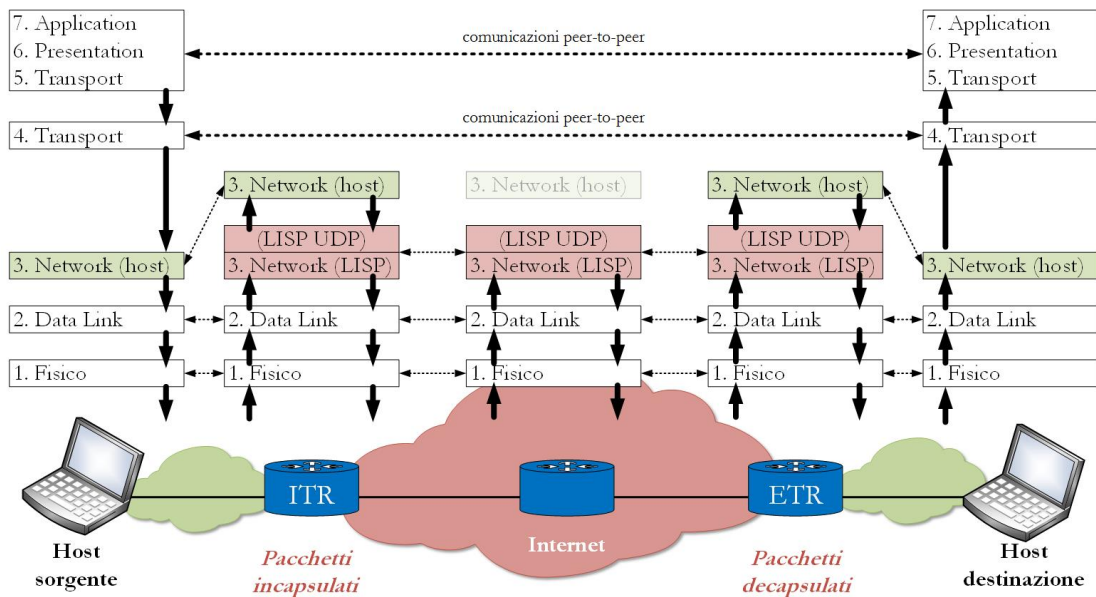 7. Application
6. Presentation
5. Transport
comunicazioni peer-to-peer
7. Application
6. Presentation
5. Transport
4. Transport
comunicazioni peer-to-peer
4. Transport
3. Network (host)
3. Network (host)
3. Network (host)
(LISP UDP)
(LISP UDP)
(LISP UDP)
3. Network (host)
3. Network (LISP)
3. Network (LISP)
3. Network (LISP)
3. Network (host)
2. Data Link
2. Data Link
2. Data Link
2. Data Link
2. Data Link
1. Fisico
1. Fisico
1. Fisico
1. Fisico
1. Fisico
ITR
ETR
Host
sorgente
Pacchetti
incapsulati
Internet
Pacchetti
decapsulati
Host
destinazione